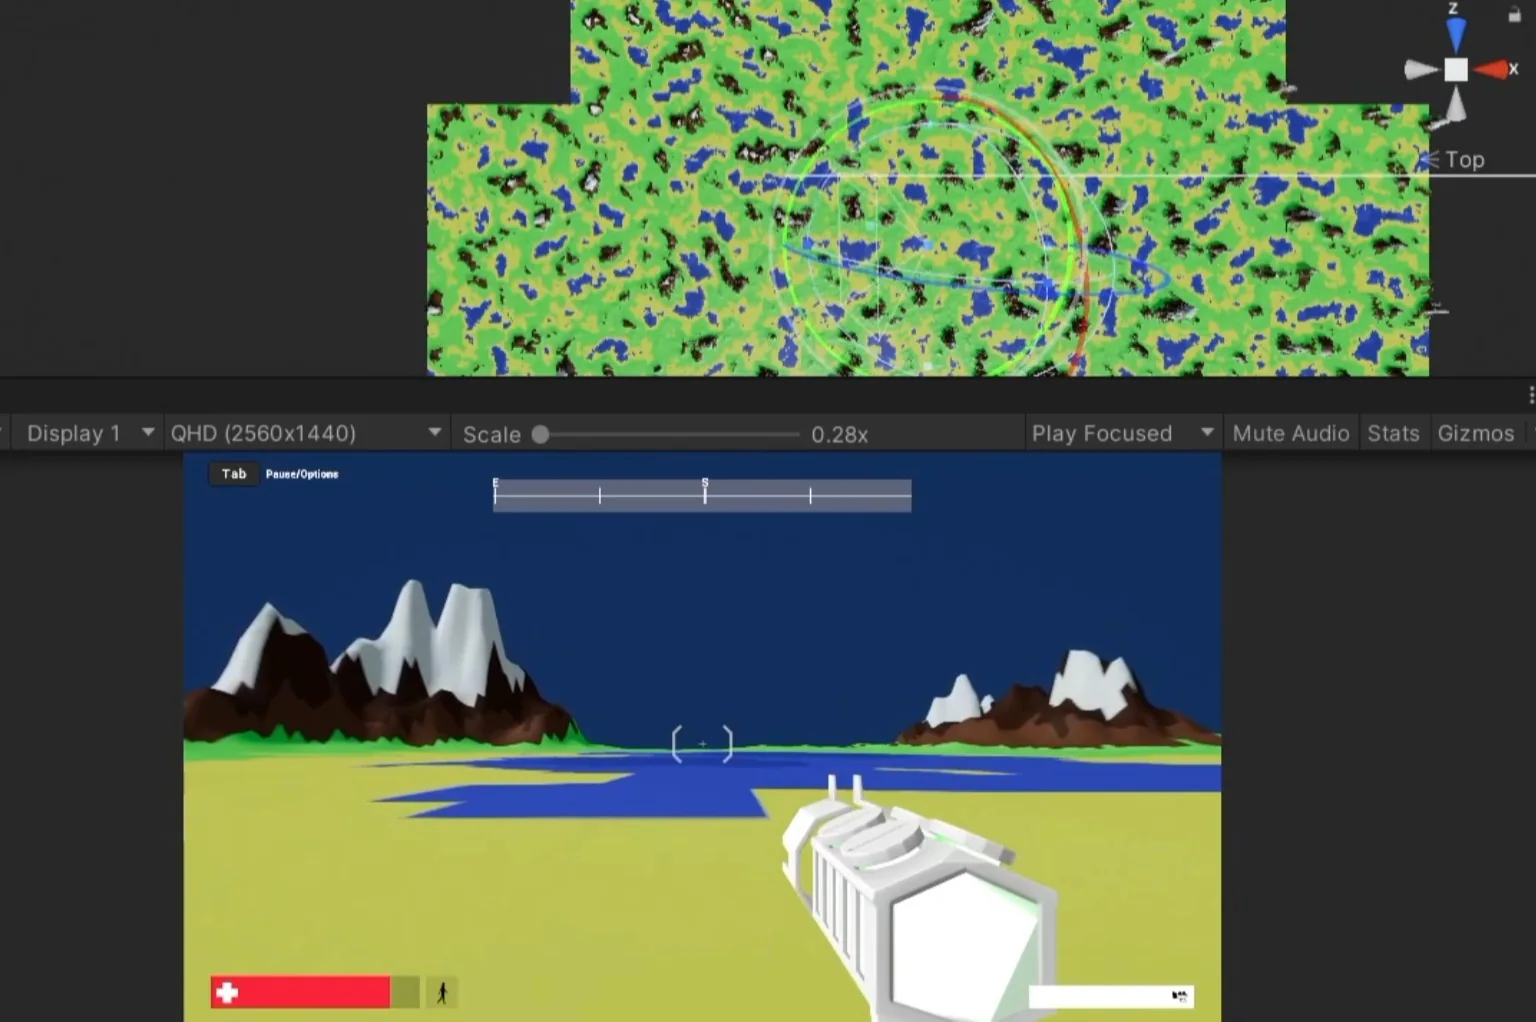 Z
X
Top
Display 1
QHD (2560x1440)
Scale
0.28x
Play Focused
Mute Audio
Stats
Gizmos
Tab
Pause/Options
E
S